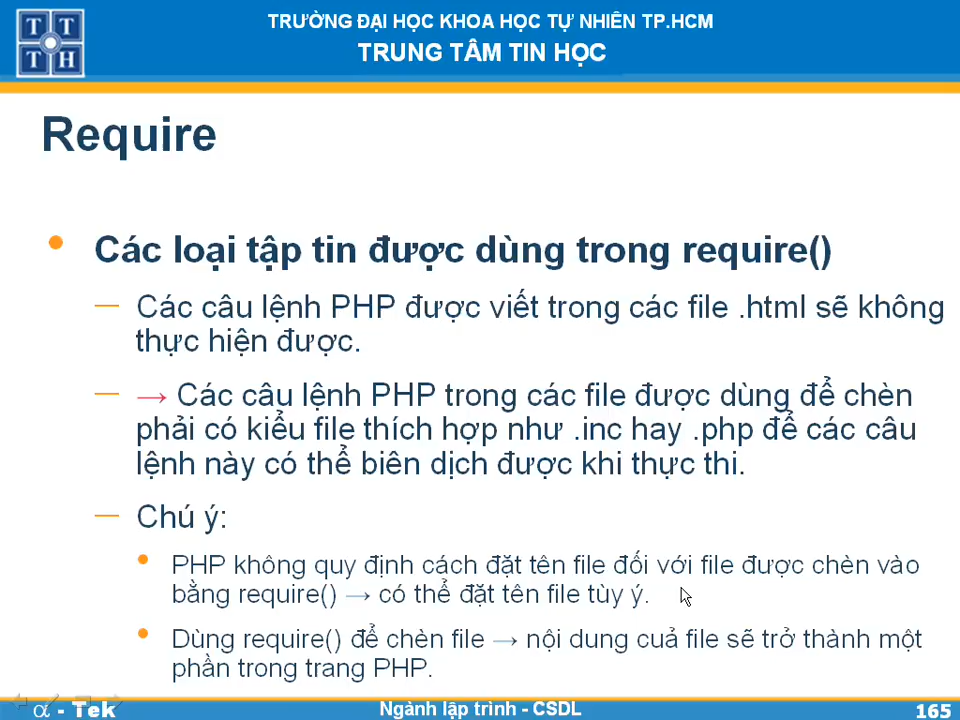 T T
T H
TRƯỜNG ĐẠI HỌC KHOA HỌC TỰ NHIÊN TP.HCM
TRUNG TÂM TIN HỌC
Require
• Các loại tập tin được dùng trong require()
— Các câu lệnh PHP được viết trong các file .html sẽ không
thực hiện được.
— → Các câu lệnh PHP trong các file được dùng để chèn
phải có kiểu file thích hợp như .inc hay .php để các câu
lệnh này có thể biên dịch được khi thực thi.
— Chú ý:
• PHP không quy định cách đặt tên file đối với file được chèn vào
bằng require() → có thể đặt tên file tùy ý.
• Dùng require() để chèn file → nội dung cuả file sẽ trở thành một
phần trong trang PHP.
α - Tek
Ngành lập trình - CSDL
165